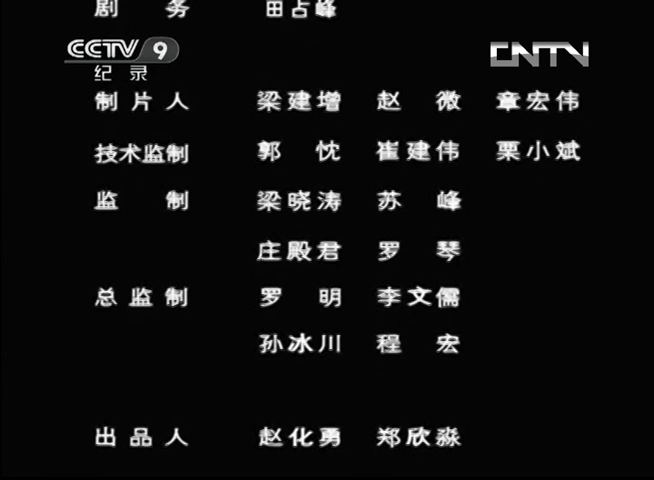 剧 务 田占峰
CCTV 9 CNTV
纪 录
制片人 梁建增 赵 微 章宏伟
技术监制 郭 忱 崔建伟 栗小斌
监 制 梁晓涛 苏 峰
庄殿君 罗 琴
总监制 罗 明 李文儒
孙冰川 程 宏
出品人 赵化勇 郑欣淼